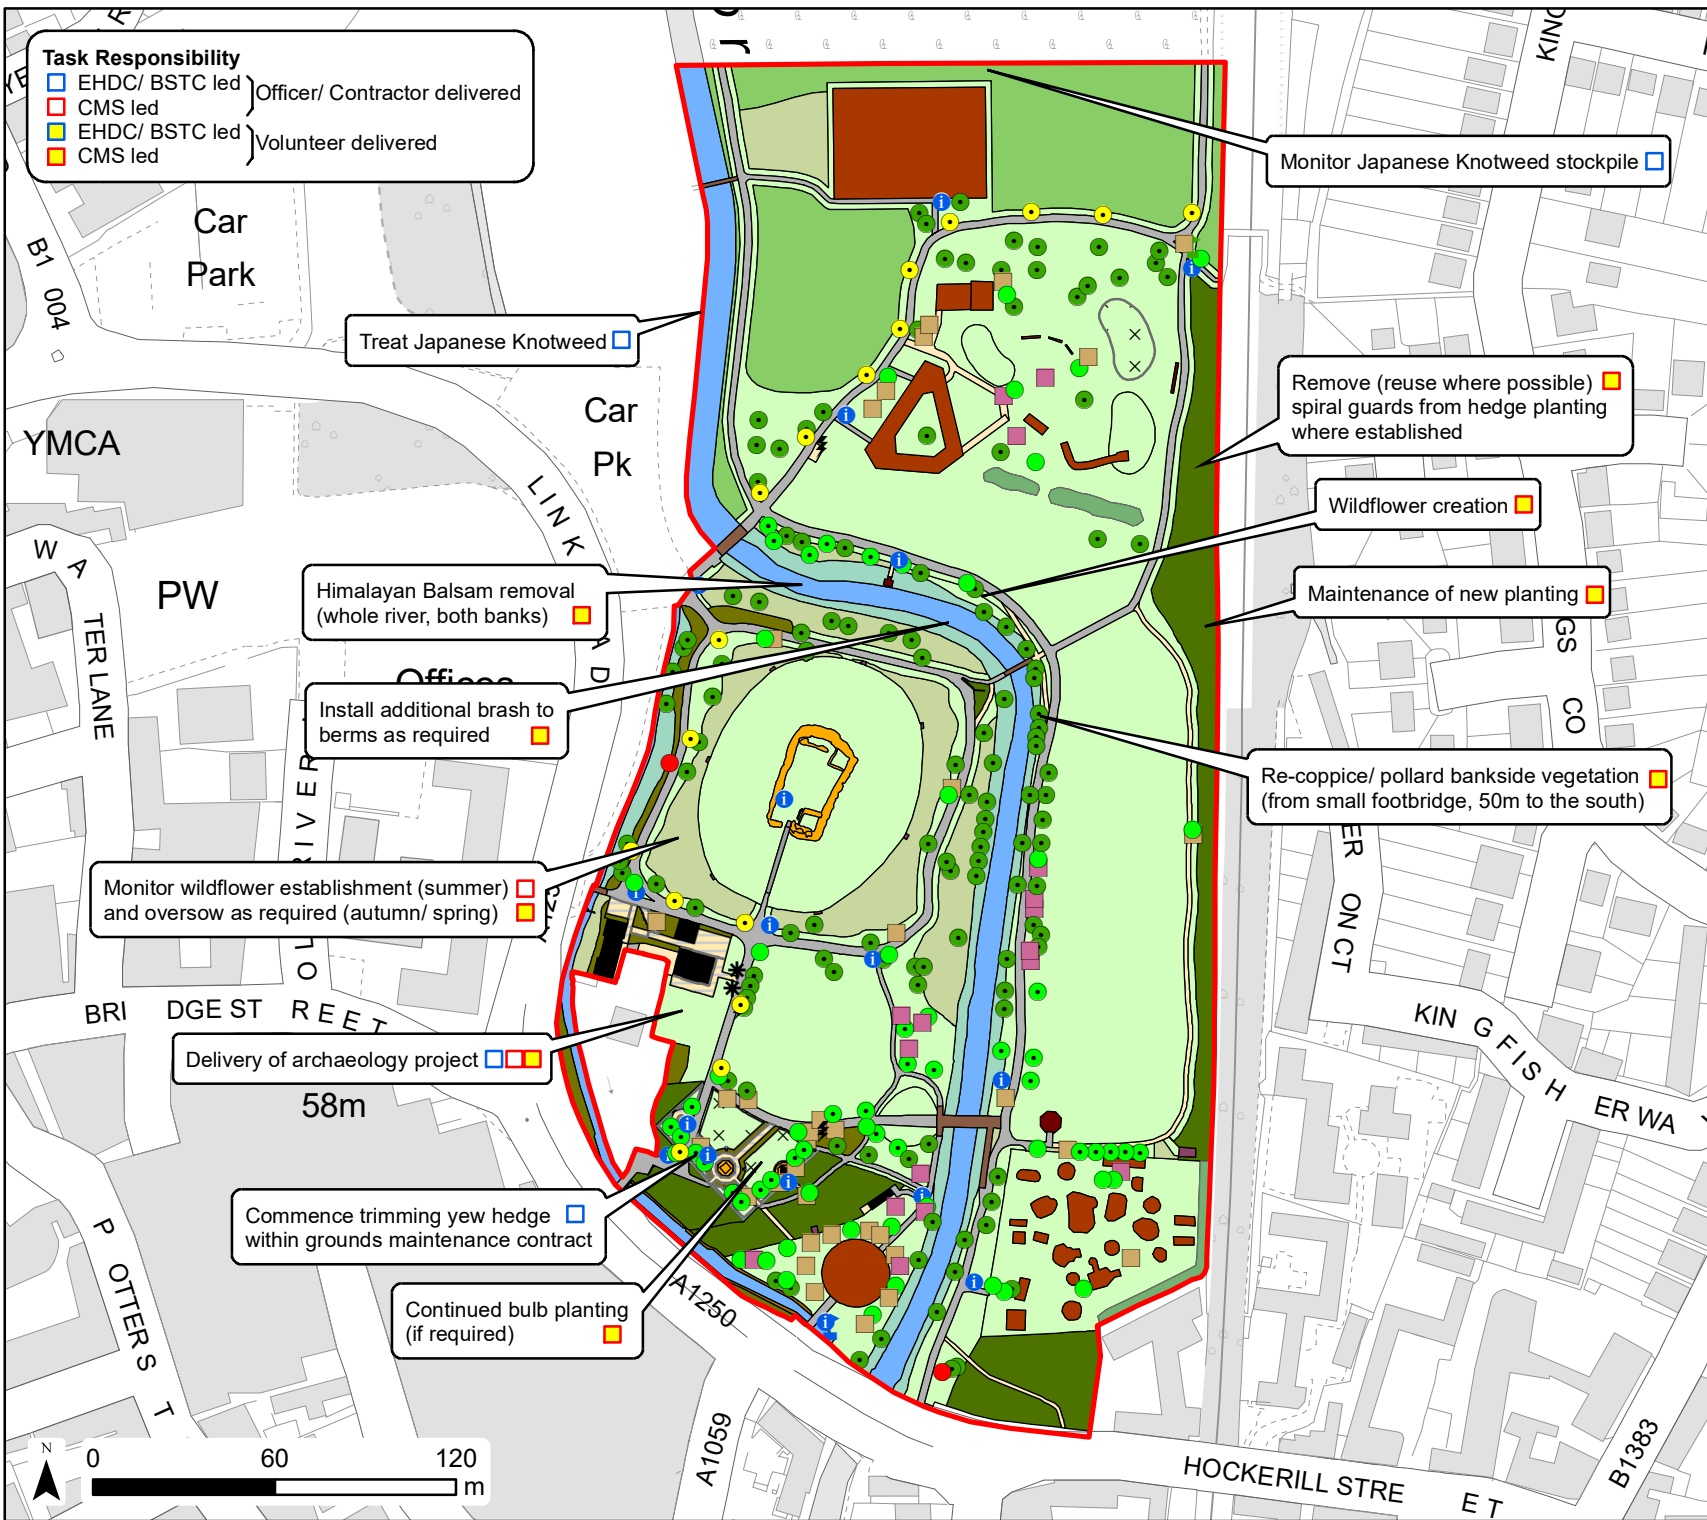 Task Responsibility
EHDC/ BSTC led
CMS led
Officer/ Contractor delivered
EHDC/ BSTC led
CMS led
Volunteer delivered
Monitor Japanese Knotweed stockpile
Car
Park
B1 004
Treat Japanese Knotweed
Remove (reuse where possible)
spiral guards from hedge planting
where established
Car
Pk
YMCA
LINK
Wildflower creation
WATER LANE
PW
Himalayan Balsam removal
(whole river, both banks)
Maintenance of new planting
Offices
Install additional brash to
berms as required
Re-coppice/ pollard bankside vegetation
(from small footbridge, 50m to the south)
Monitor wildflower establishment (summer)
and oversow as required (autumn/ spring)
BRI DGE ST REET
KIN GFISH ER WA Y
Delivery of archaeology project
58m
Commence trimming yew hedge
within grounds maintenance contract
Continued bulb planting
(if required)
A1250
P OTTERS T
A1059
HOCKERILL STRE E T
B1383
N
0 60 120
m